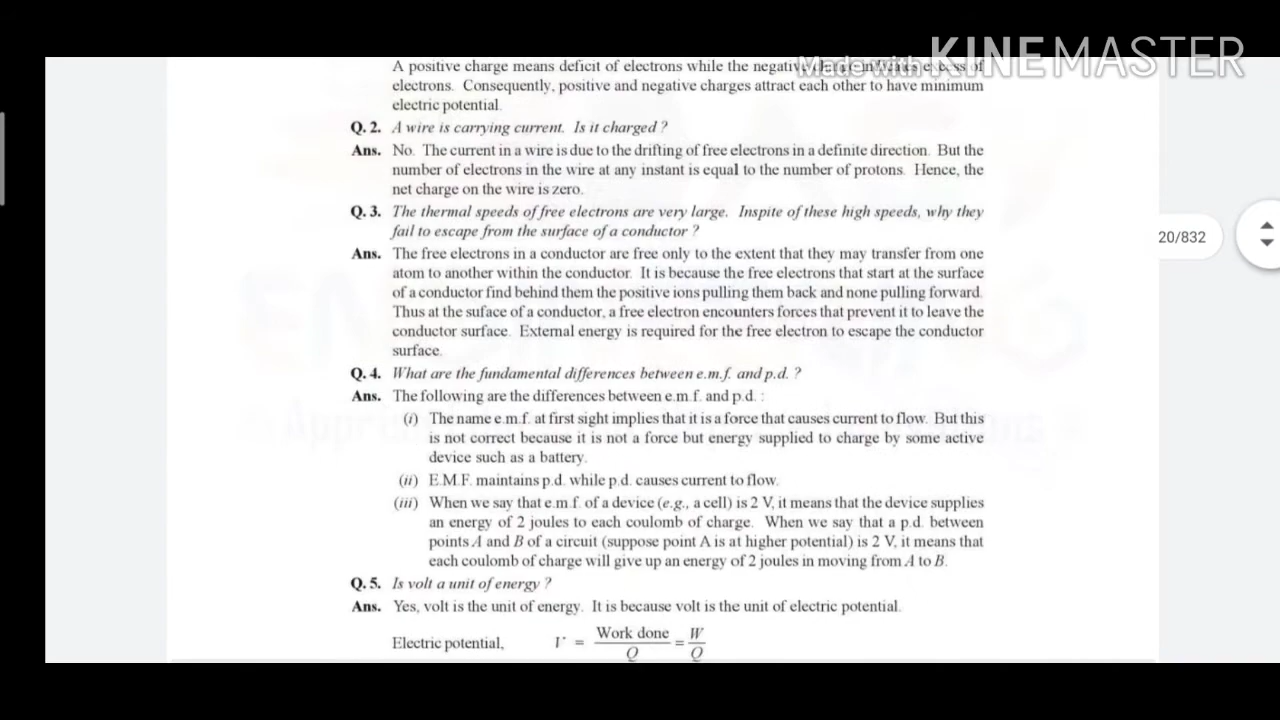 Made with KINEMASTER
A positive charge means deficit of electrons while the negative charge means excess of
electrons. Consequently, positive and negative charges attract each other to have minimum
electric potential.
Q. 2. A wire is carrying current. Is it charged ?
Ans. No. The current in a wire is due to the drifting of free electrons in a definite direction. But the
number of electrons in the wire at any instant is equal to the number of protons. Hence, the
net charge on the wire is zero.
Q. 3. The thermal speeds of free electrons are very large. Inspite of these high speeds, why they
fail to escape from the surface of a conductor ?
20/832
Ans. The free electrons in a conductor are free only to the extent that they may transfer from one
atom to another within the conductor. It is because the free electrons that start at the surface
of a conductor find behind them the positive ions pulling them back and none pulling forward.
Thus at the suface of a conductor, a free electron encounters forces that prevent it to leave the
conductor surface. External energy is required for the free electron to escape the conductor
surface.
Q. 4. What are the fundamental differences between e.m.f. and p.d. ?
Ans. The following are the differences between e.m.f. and p.d. :
(i) The name e.m.f. at first sight implies that it is a force that causes current to flow. But this
is not correct because it is not a force but energy supplied to charge by some active
device such as a battery.
(ii) E.M.F. maintains p.d. while p.d. causes current to flow.
(iii) When we say that e.m.f. of a device (e.g., a cell) is 2 V, it means that the device supplies
an energy of 2 joules to each coulomb of charge. When we say that a p.d. between
points A and B of a circuit (suppose point A is at higher potential) is 2 V, it means that
each coulomb of charge will give up an energy of 2 joules in moving from A to B.
Q. 5. Is volt a unit of energy ?
Ans. Yes, volt is the unit of energy. It is because volt is the unit of electric potential.
Electric potential, V = Work done / Q = W / Q